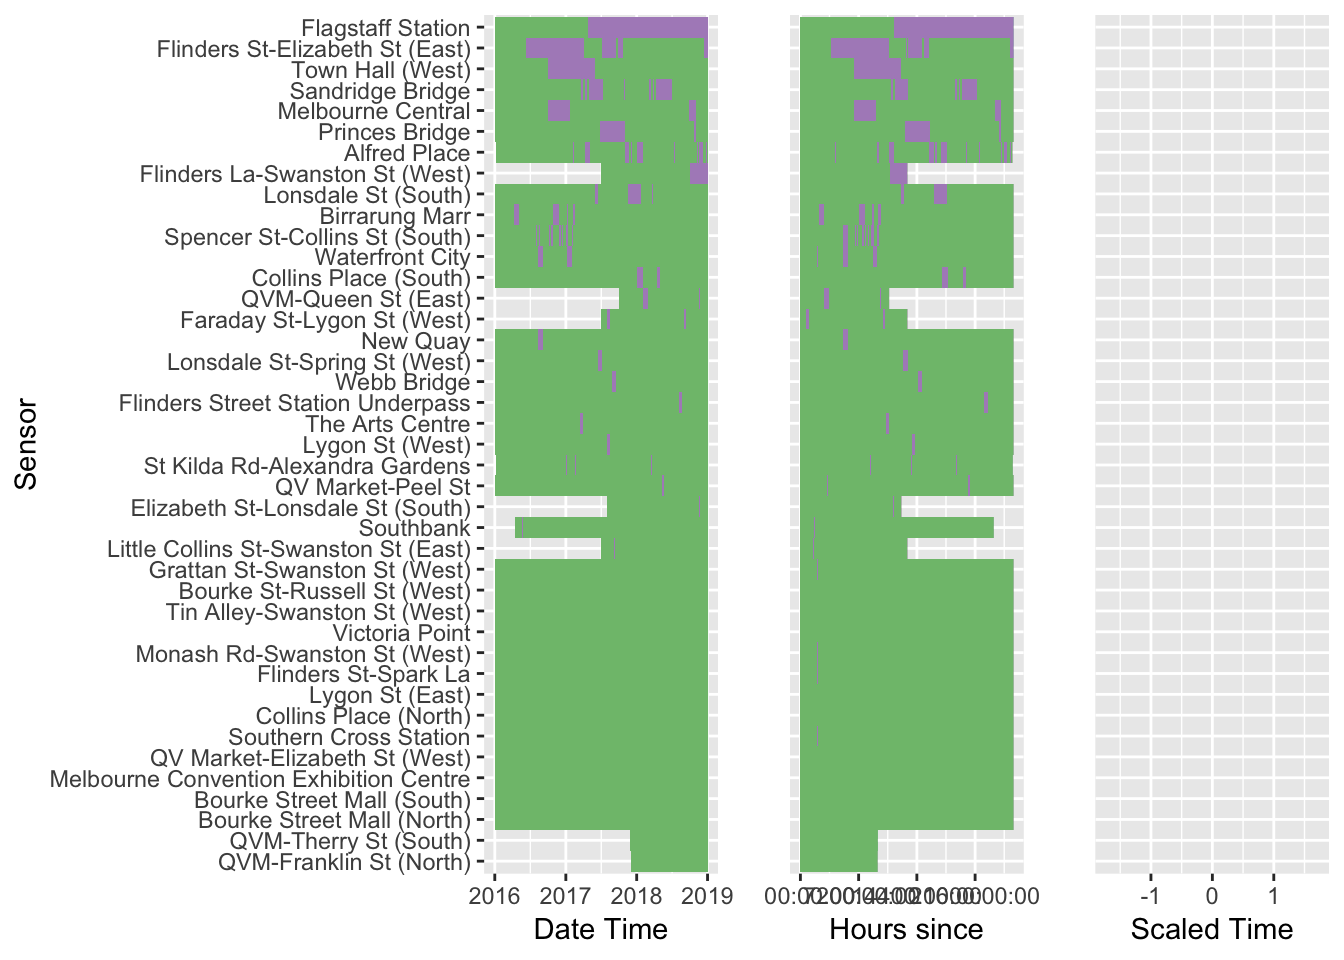 Sensor
Flagstaff Station
Flinders St-Elizabeth St (East)
Town Hall (West)
Sandridge Bridge
Melbourne Central
Princes Bridge
Alfred Place
Flinders La-Swanston St (West)
Lonsdale St (South)
Birrarung Marr
Spencer St-Collins St (South)
Waterfront City
Collins Place (South)
QVM-Queen St (East)
Faraday St-Lygon St (West)
New Quay
Lonsdale St-Spring St (West)
Webb Bridge
Flinders Street Station Underpass
The Arts Centre
Lygon St (West)
St Kilda Rd-Alexandra Gardens
QV Market-Peel St
Elizabeth St-Lonsdale St (South)
Southbank
Little Collins St-Swanston St (East)
Grattan St-Swanston St (West)
Bourke St-Russell St (West)
Tin Alley-Swanston St (West)
Victoria Point
Monash Rd-Swanston St (West)
Flinders St-Spark La
Lygon St (East)
Collins Place (North)
Southern Cross Station
QV Market-Elizabeth St (West)
Melbourne Convention Exhibition Centre
Bourke Street Mall (South)
Bourke Street Mall (North)
QVM-Therry St (South)
QVM-Franklin St (North)
2016 2017 2018 2019
Date Time
Hours since
-1 0 1
Scaled Time